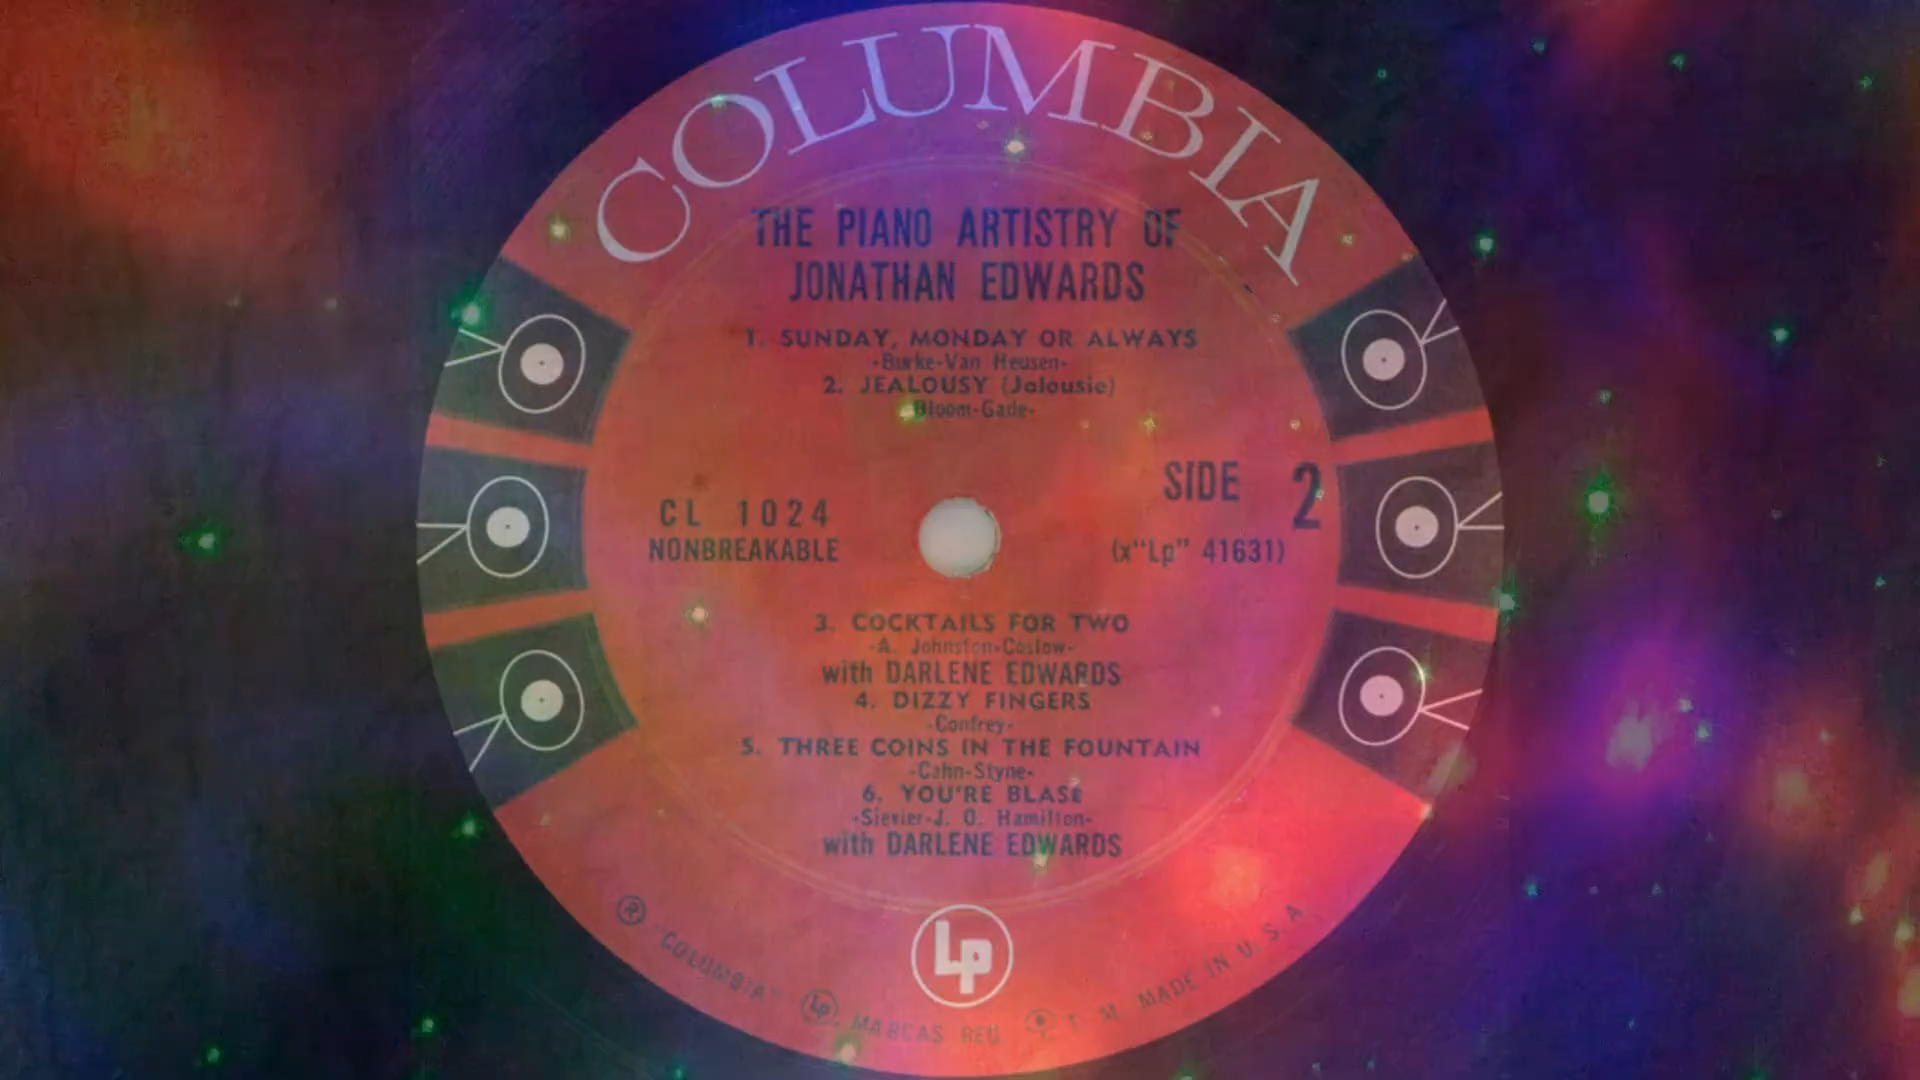 COLUMBIA
THE PIANO ARTISTRY OF
JONATHAN EDWARDS
1. SUNDAY, MONDAY OR ALWAYS
-Burke-Van Heusen-
2. JEALOUSY (Jalousie)
-Bloom-Gade-
SIDE 2
CL 1024
NONBREAKABLE
(x"Lp" 41631)
3. COCKTAILS FOR TWO
-A. Johnston-Coslow-
with DARLENE EDWARDS
4. DIZZY FINGERS
-Confrey-
5. THREE COINS IN THE FOUNTAIN
-Cahn-Styne-
6. YOU'RE BLASÉ
-Sievier-J. O. Hamilton-
with DARLENE EDWARDS
Lp
® "COLUMBIA" Lp, MARCAS REG. T. M. MADE IN U. S. A.